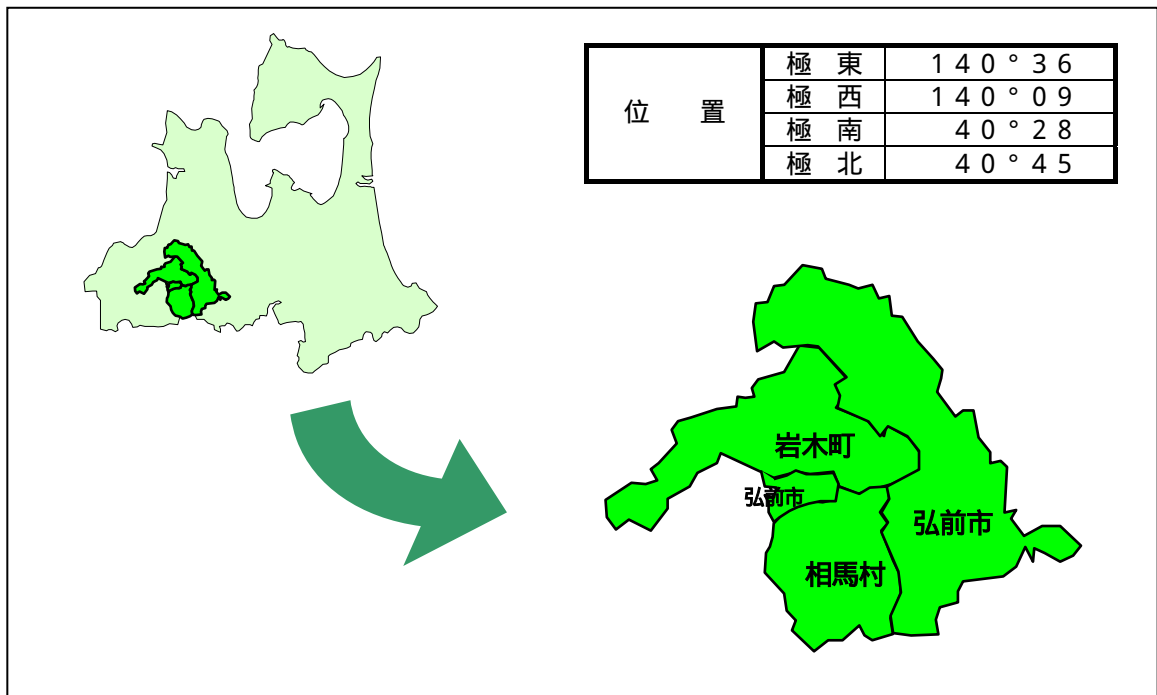 位 置
極 東 140°36
極 西 140°09
極 南 40°28
極 北 40°45
岩木町
弘前市
弘前市
相馬村